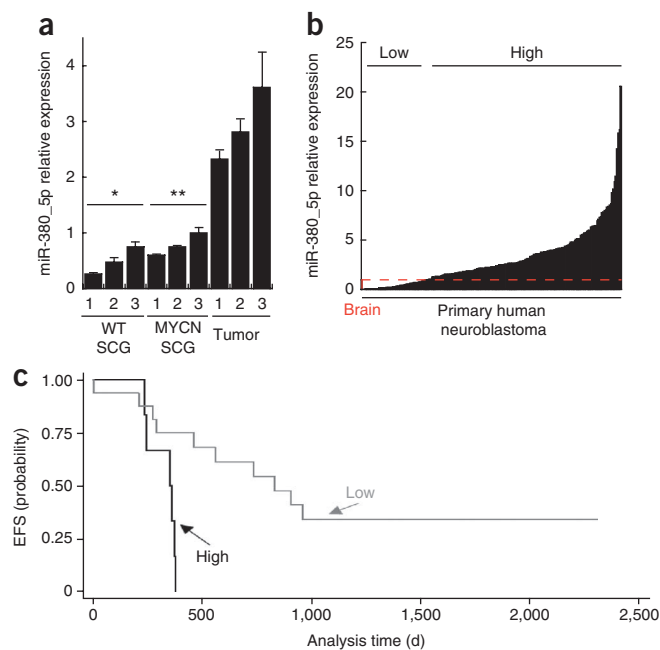 a
miR-380_5p relative expression
4
3
2
1
0
*
**
1 2 3 1 2 3 1 2 3
WT
SCG
MYCN
SCG
Tumor
b
miR-380_5p relative expression
25
20
15
10
5
0
Low
High
Brain
Primary human
neuroblastoma
c
EFS (probability)
1.00
0.75
0.50
0.25
0
Low
High
0 500 1,000 1,500 2,000 2,500
Analysis time (d)